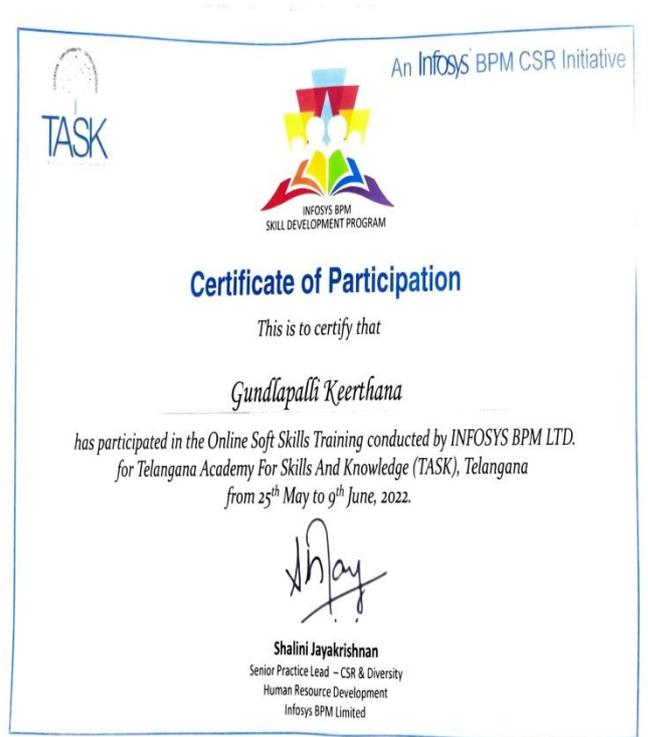 An Infosys BPM CSR Initiative
TASK
INFOSYS BPM
SKILL DEVELOPMENT PROGRAM
Certificate of Participation
This is to certify that
Gundlapalli Keerthana
has participated in the Online Soft Skills Training conducted by INFOSYS BPM LTD.
for Telangana Academy For Skills And Knowledge (TASK), Telangana
from 25th May to 9th June, 2022.
Shalini Jayakrishnan
Senior Practice Lead – CSR & Diversity
Human Resource Development
Infosys BPM Limited